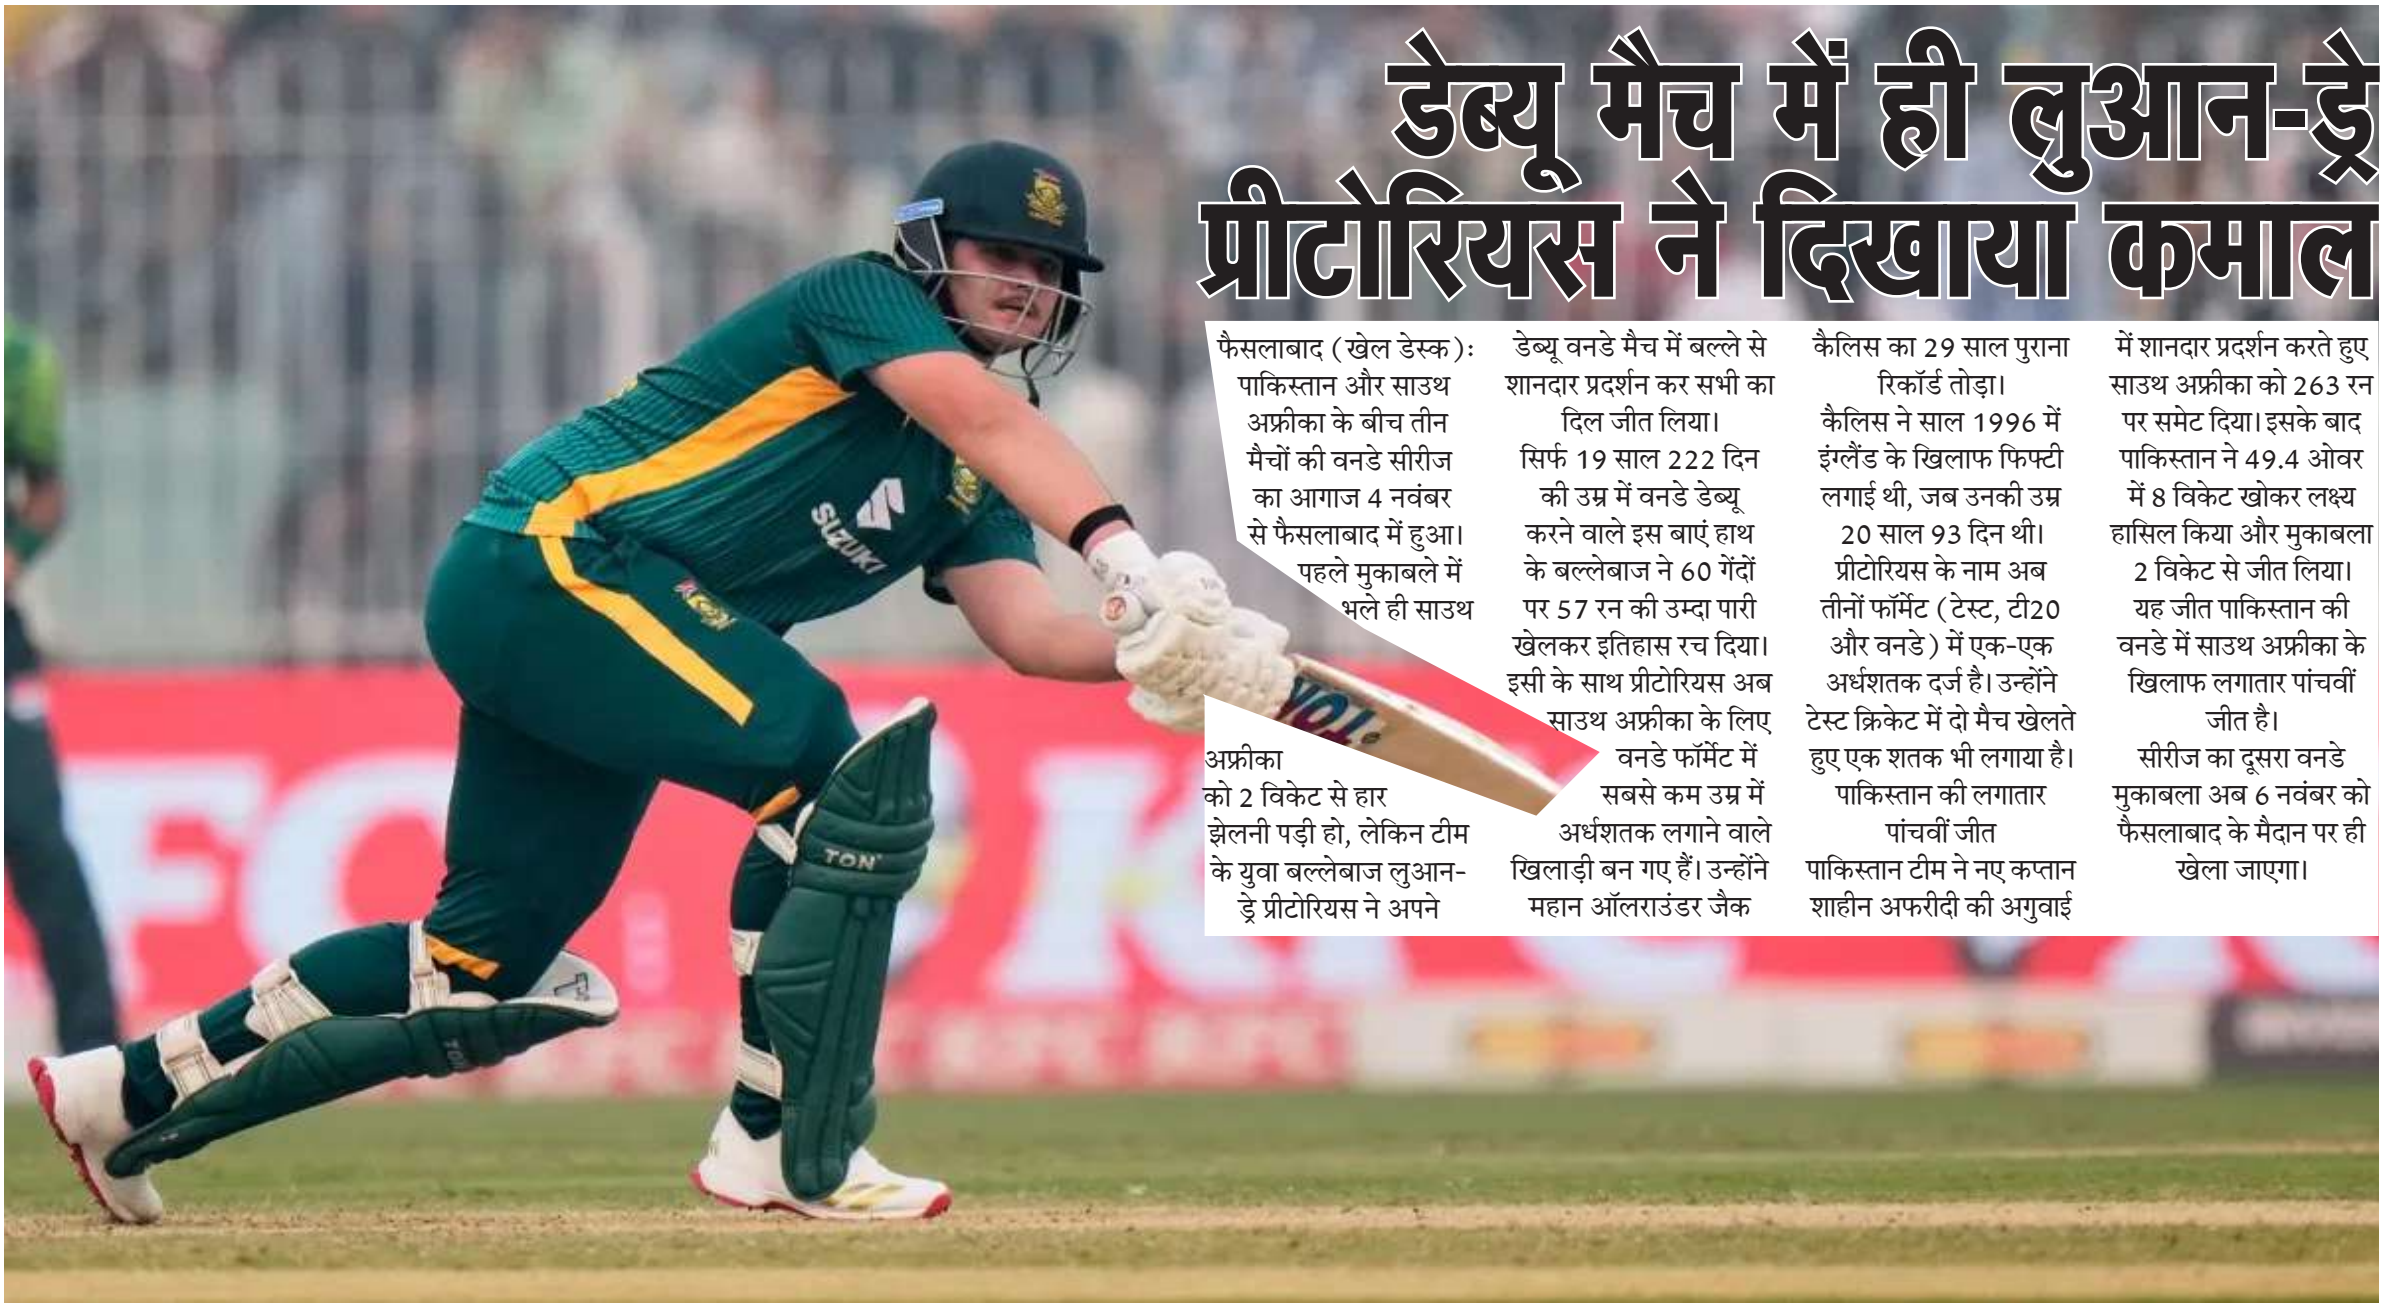 डेब्यू मैच में ही लुआन-ड्रे
प्रीटोरियस ने दिखाया कमाल
फैसलाबाद (खेल डेस्क):
पाकिस्तान और साउथ
अफ्रीका के बीच तीन
मैचों की वनडे सीरीज
का आगाज 4 नवंबर
से फैसलाबाद में हुआ।
पहले मुकाबले में
भले ही साउथ
अफ्रीका
को 2 विकेट से हार
झेलनी पड़ी हो, लेकिन टीम
के युवा बल्लेबाज लुआन-
ड्रे प्रीटोरियस ने अपने
डेब्यू वनडे मैच में बल्ले से
शानदार प्रदर्शन कर सभी का
दिल जीत लिया।
सिर्फ 19 साल 222 दिन
की उम्र में वनडे डेब्यू
करने वाले इस बाएं हाथ
के बल्लेबाज ने 60 गेंदों
पर 57 रन की उम्दा पारी
खेलकर इतिहास रच दिया।
इसी के साथ प्रीटोरियस अब
साउथ अफ्रीका के लिए
वनडे फॉर्मेट में
सबसे कम उम्र में
अर्धशतक लगाने वाले
खिलाड़ी बन गए हैं। उन्होंने
महान ऑलराउंडर जैक
कैलिस का 29 साल पुराना
रिकॉर्ड तोड़ा।
कैलिस ने साल 1996 में
इंग्लैंड के खिलाफ फिफ्टी
लगाई थी, जब उनकी उम्र
20 साल 93 दिन थी।
प्रीटोरियस के नाम अब
तीनों फॉर्मेट (टेस्ट, टी20
और वनडे) में एक-एक
अर्धशतक दर्ज है। उन्होंने
टेस्ट क्रिकेट में दो मैच खेलते
हुए एक शतक भी लगाया है।
पाकिस्तान की लगातार
पांचवीं जीत
पाकिस्तान टीम ने नए कप्तान
शाहीन अफरीदी की अगुवाई
में शानदार प्रदर्शन करते हुए
साउथ अफ्रीका को 263 रन
पर समेट दिया। इसके बाद
पाकिस्तान ने 49.4 ओवर
में 8 विकेट खोकर लक्ष्य
हासिल किया और मुकाबला
2 विकेट से जीत लिया।
यह जीत पाकिस्तान की
वनडे में साउथ अफ्रीका के
खिलाफ लगातार पांचवीं
जीत है।
सीरीज का दूसरा वनडे
मुकाबला अब 6 नवंबर को
फैसलाबाद के मैदान पर ही
खेला जाएगा।
SUZUKI
TON
TON
FC
KFC